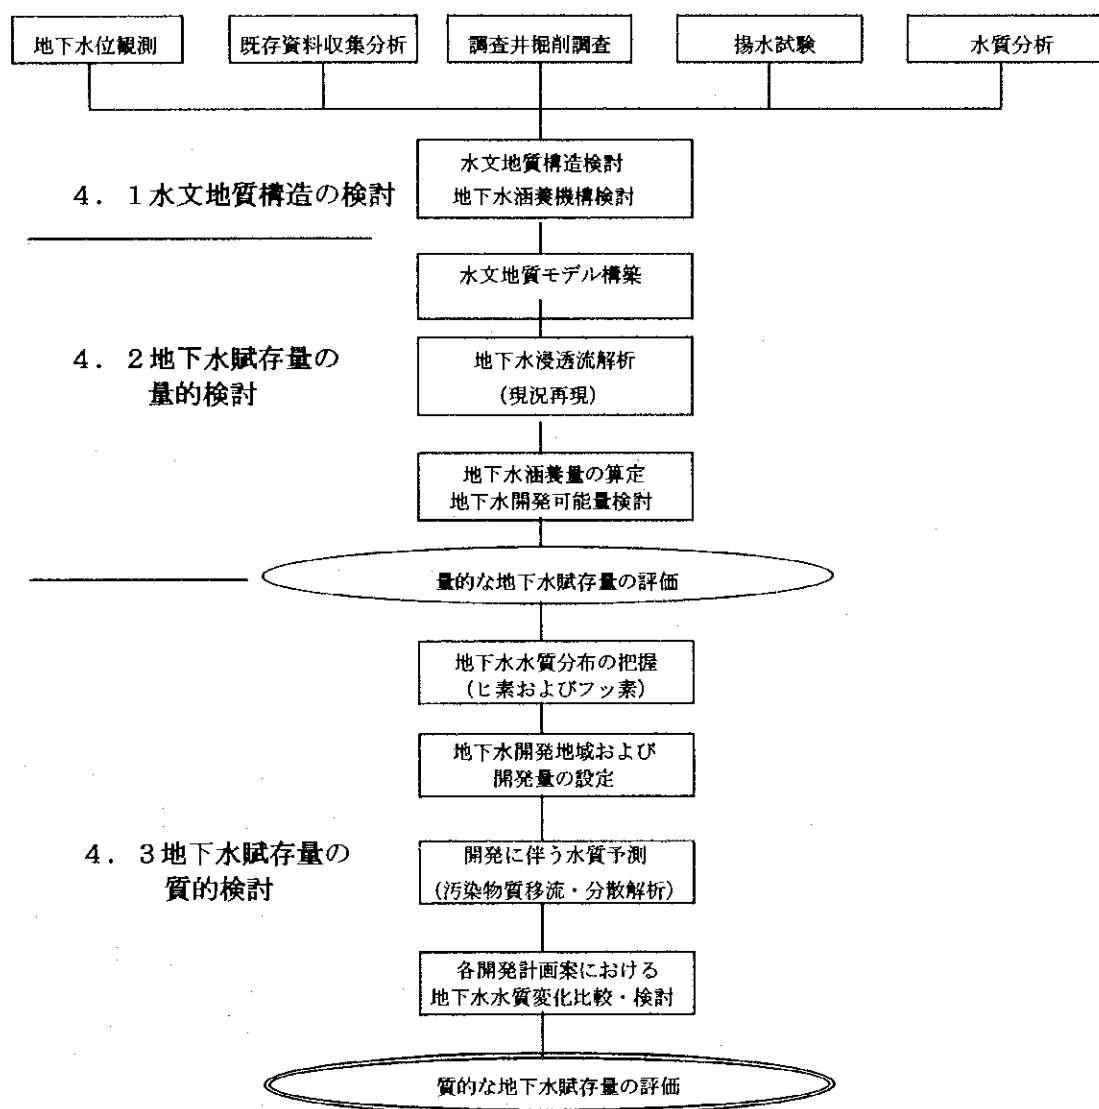 地下水位観測
既存資料収集分析
調査井掘削調査
揚水試験
水質分析
水文地質構造検討
地下水涵養機構検討
4．1水文地質構造の検討
水文地質モデル構築
4．2地下水賦存量の
量的検討
地下水浸透流解析
(現況再現)
地下水涵養量の算定
地下水開発可能量検討
量的な地下水賦存量の評価
地下水水質分布の把握
(ヒ素およびフッ素)
地下水開発地域および
開発量の設定
4．3地下水賦存量の
質的検討
開発に伴う水質予測
(汚染物質移流・分散解析)
各開発計画案における
地下水水質変化比較・検討
質的な地下水賦存量の評価